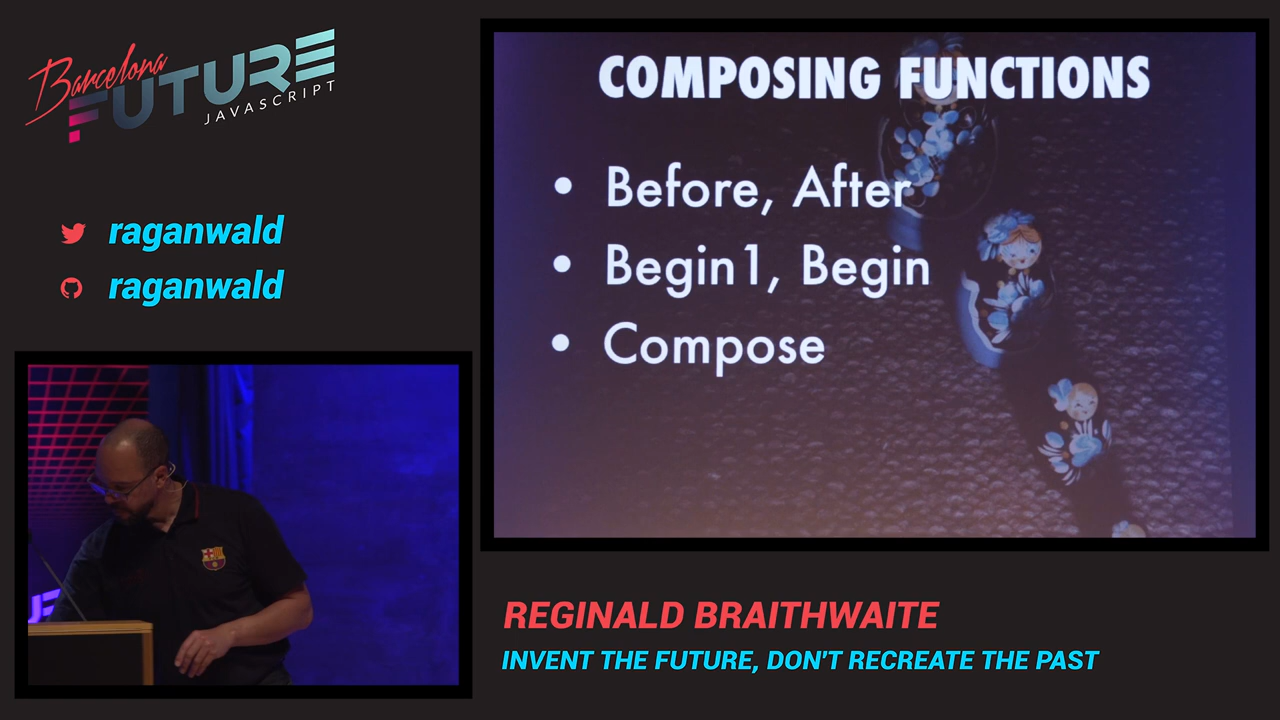 Barcelona
FUTURE
JAVASCRIPT
raganwald
raganwald
COMPOSING FUNCTIONS
• Before, After
• Begin1, Begin
• Compose
REGINALD BRAITHWAITE
INVENT THE FUTURE, DON'T RECREATE THE PAST